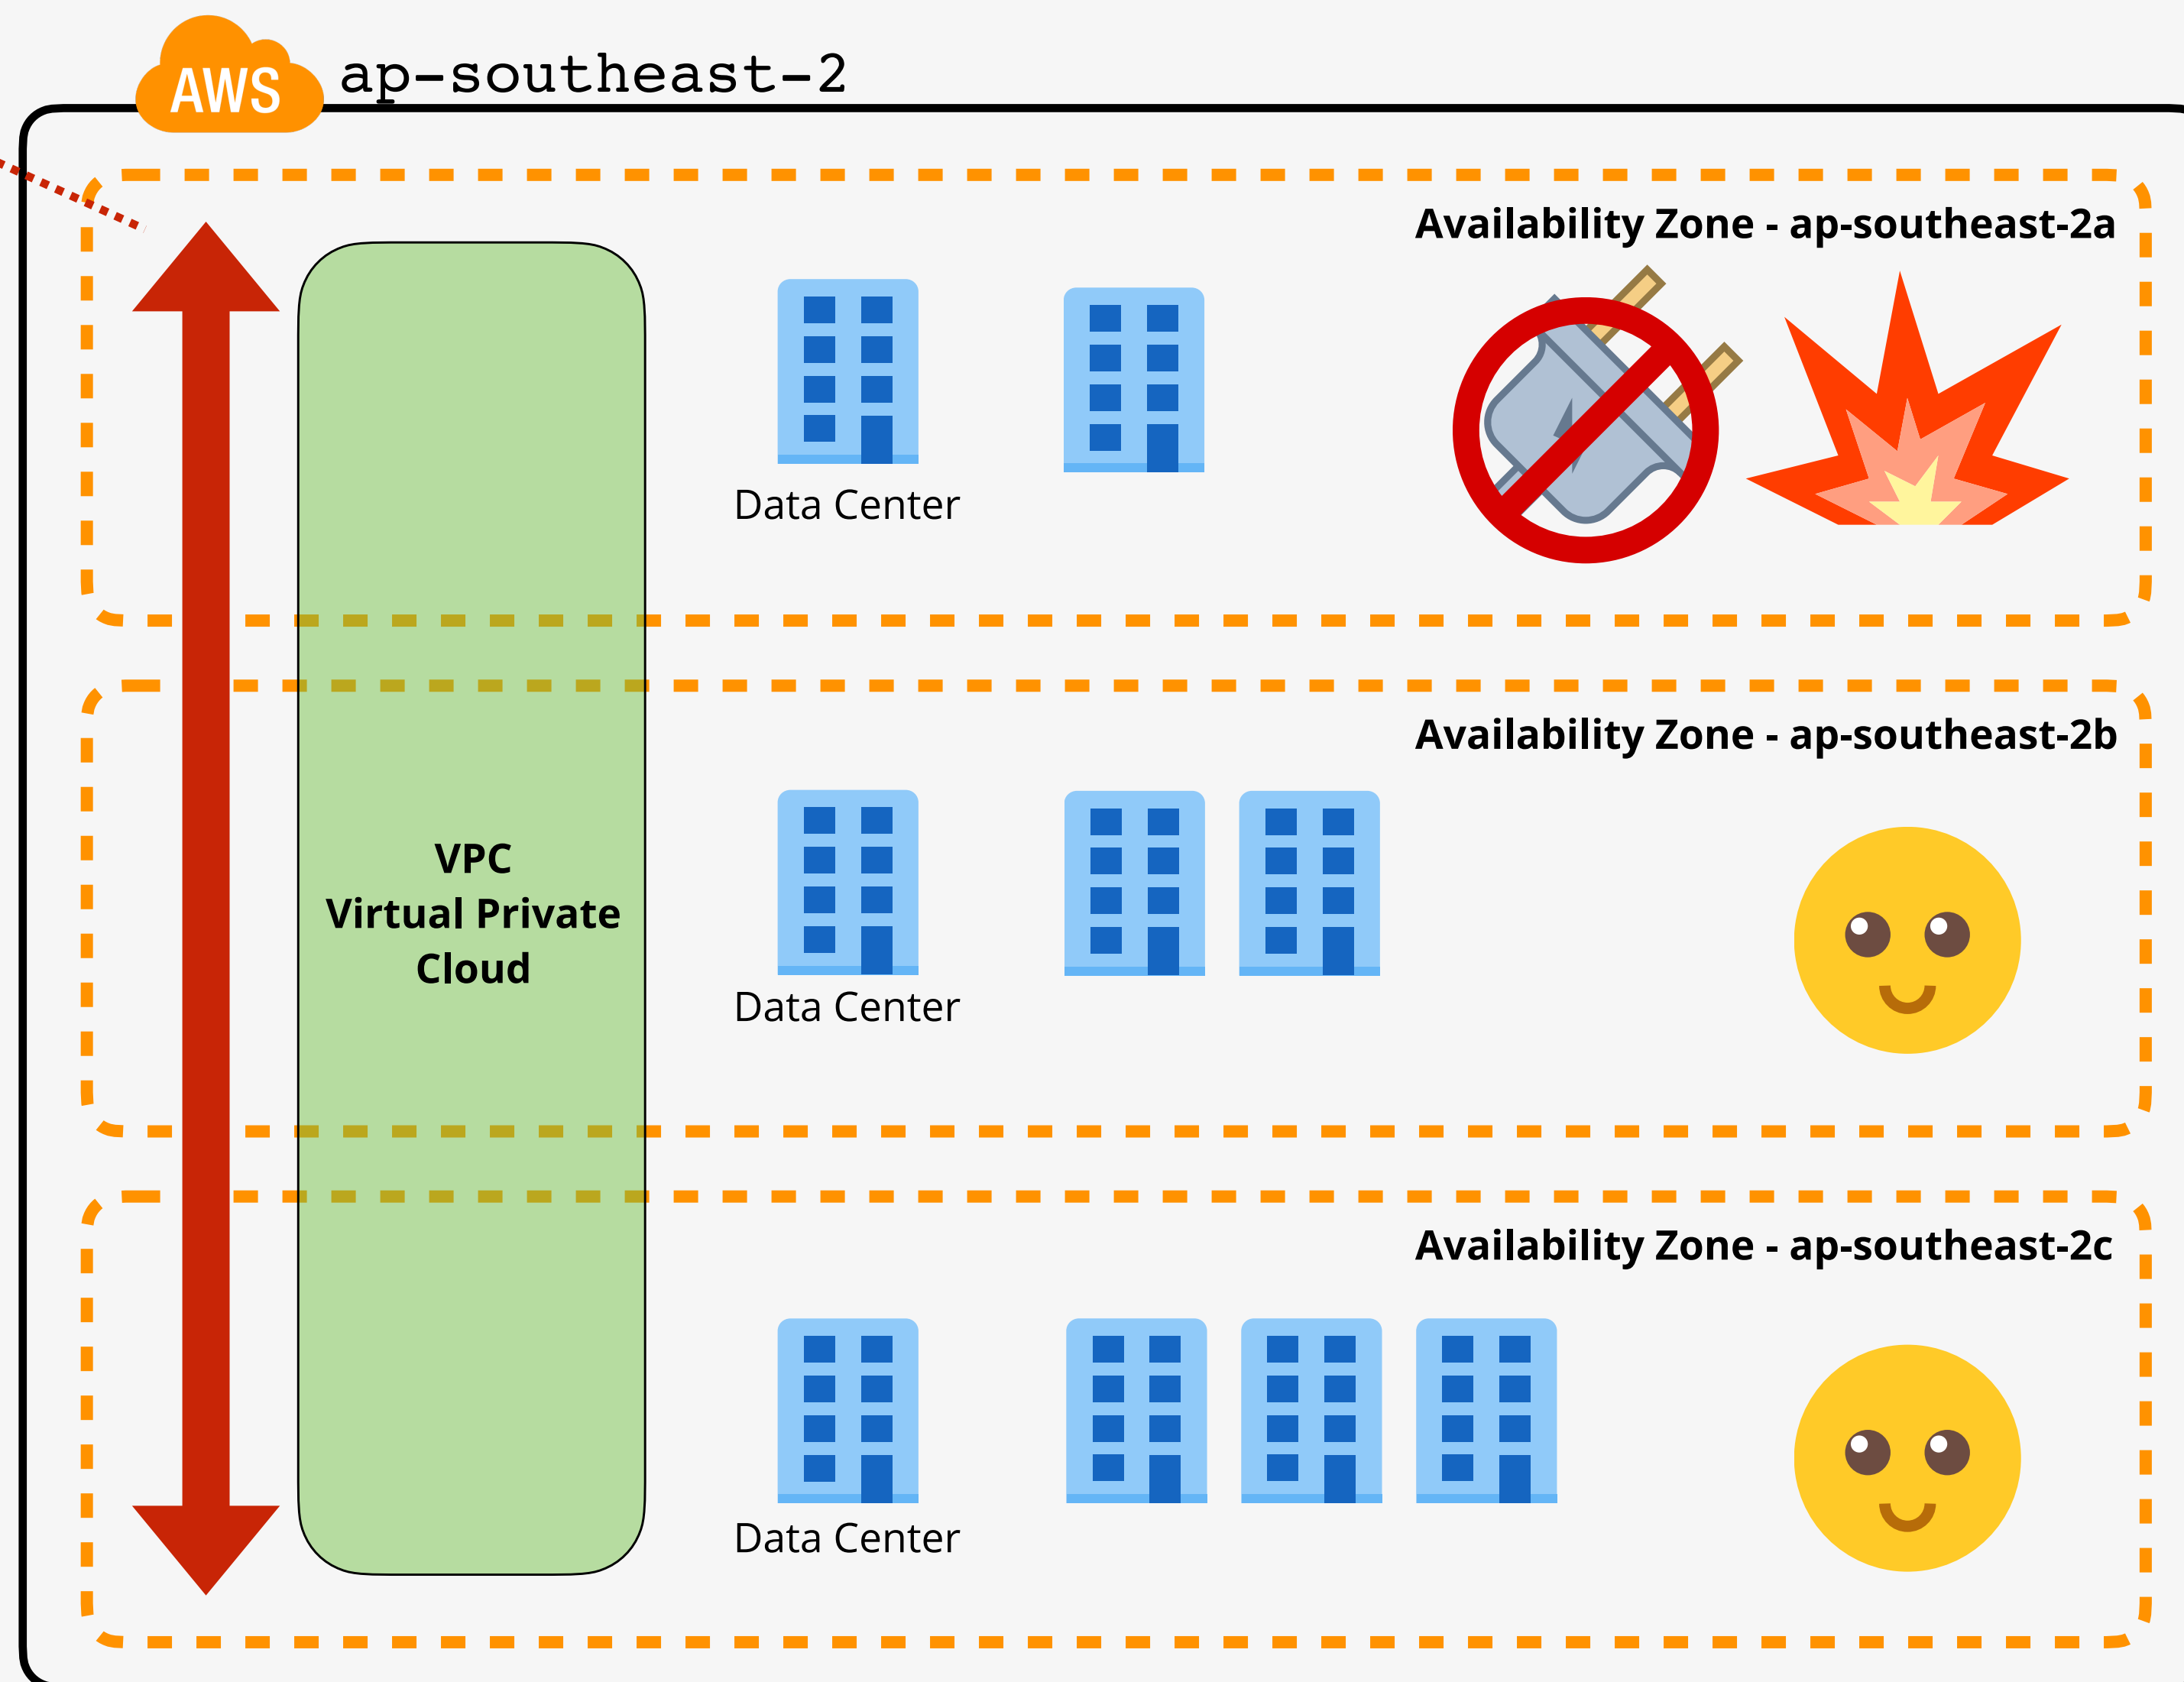 AWS
ap-southeast-2
Availability Zone - ap-southeast-2a
Data Center
Availability Zone - ap-southeast-2b
VPC
Virtual Private
Cloud
Data Center
Availability Zone - ap-southeast-2c
Data Center